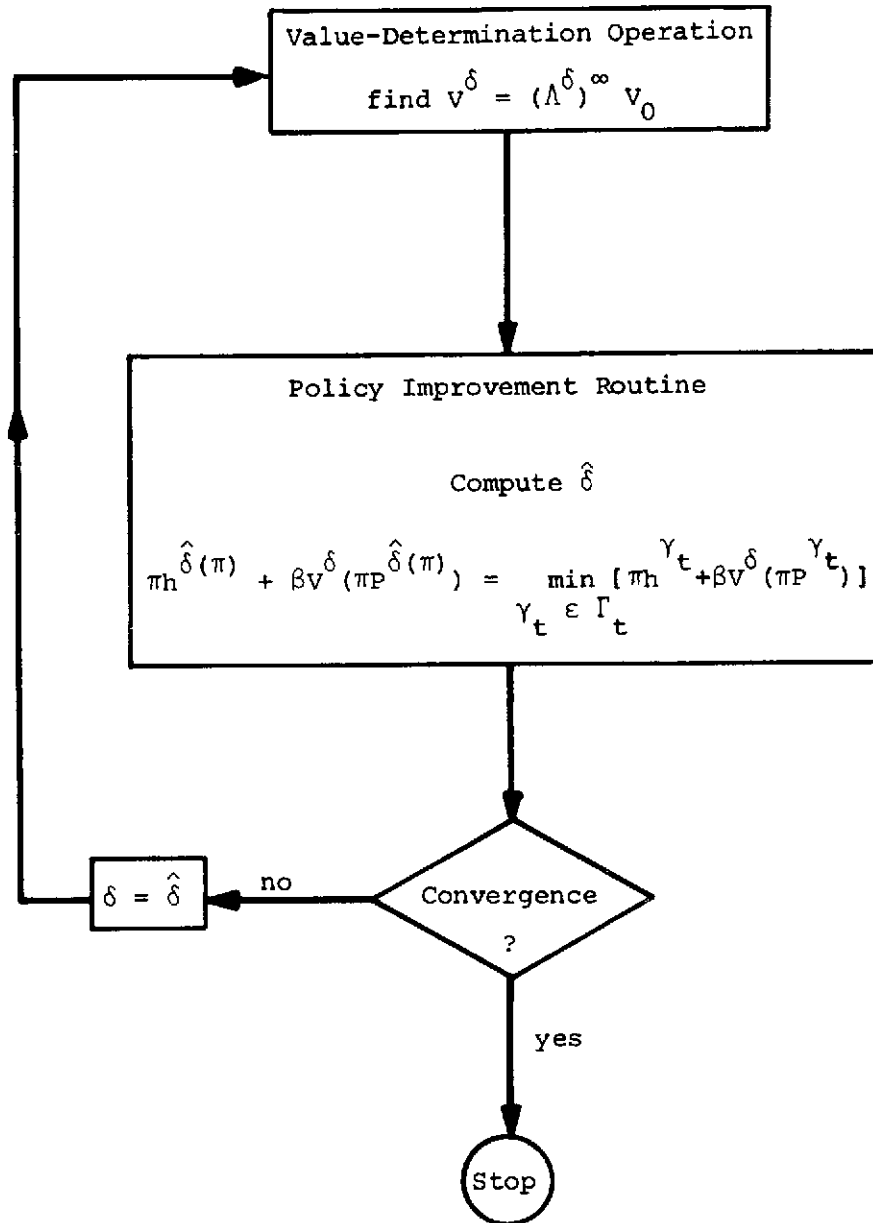 Value-Determination Operation
find V^δ = (Λ^δ)^∞ V_0
Policy Improvement Routine
Compute δ̂
πh^δ̂(π) + βV^δ(πP^δ̂(π)) = min [πh^γ_t+βV^δ(πP^γ_t)]
γ_t ε Γ_t
Convergence
?
no
δ = δ̂
yes
Stop